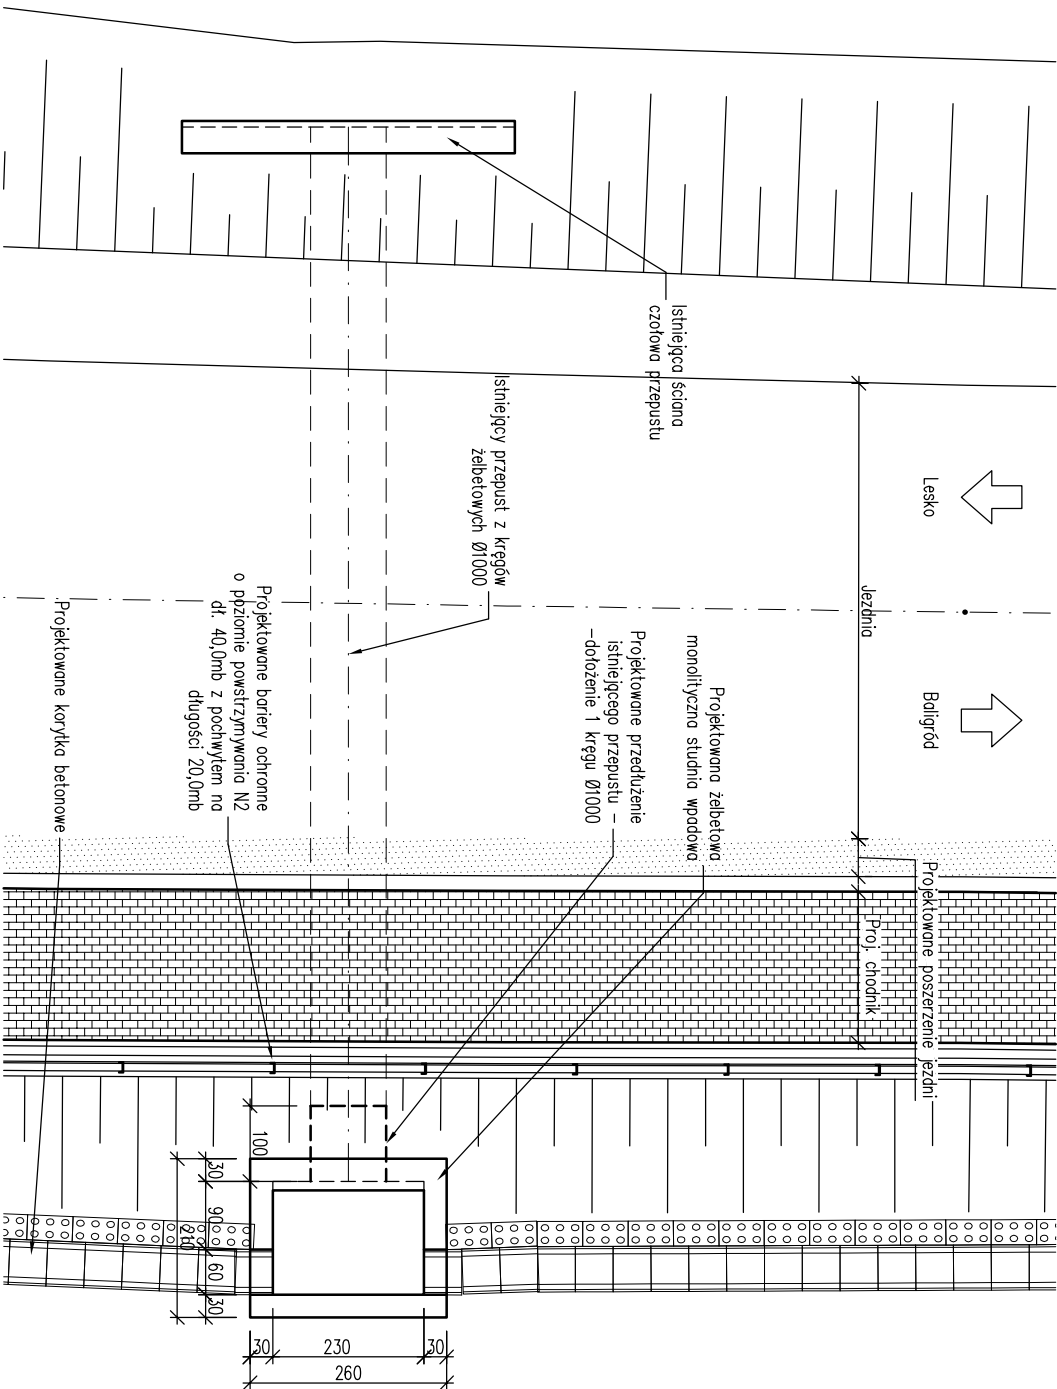 Istniejąca ściana
czołowa przepustu
Istniejący przepust z kręgów
żelbetowych Ø1000
Lesko
Baligród
Jezdnia
Projektowane bariery ochronne
o poziomie powstrzymywania N2
dł. 40,0mb z pochwytem na
długości 20,0mb
Projektowane korytka betonowe
Projektowane przedłużenie
istniejącego przepustu -
-dołożenie 1 kręgu Ø1000
Projektowana żelbetowa
monolityczna studnia wpadowa
Projektowane poszerzenie jezdni
Proj. chodnik
100
30
90
60
30
210
30
230
30
260